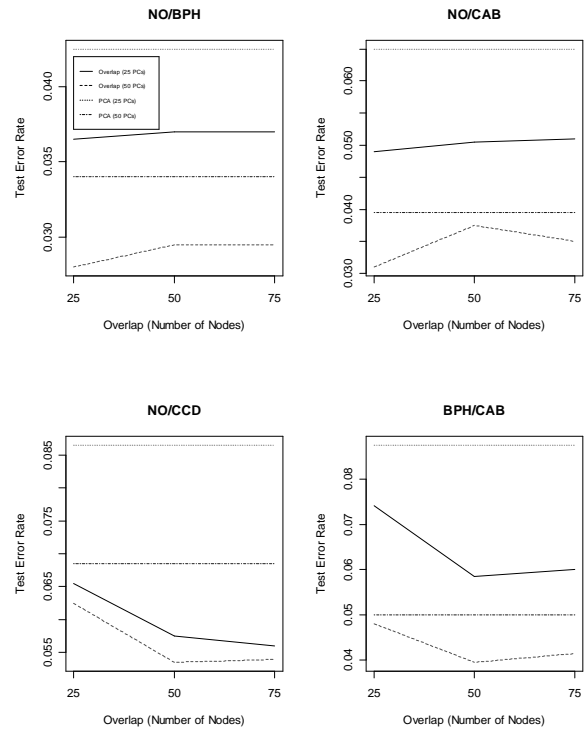 NO/BPH
Test Error Rate
0.040
0.035
0.030
Overlap (25 PCs)
Overlap (50 PCs)
PCA (25 PCs)
PCA (50 PCs)
25 50 75
Overlap (Number of Nodes)
NO/CAB
Test Error Rate
0.060
0.050
0.040
0.030
25 50 75
Overlap (Number of Nodes)
NO/CCD
Test Error Rate
0.085
0.075
0.065
0.055
25 50 75
Overlap (Number of Nodes)
BPH/CAB
Test Error Rate
0.08
0.07
0.06
0.05
0.04
25 50 75
Overlap (Number of Nodes)